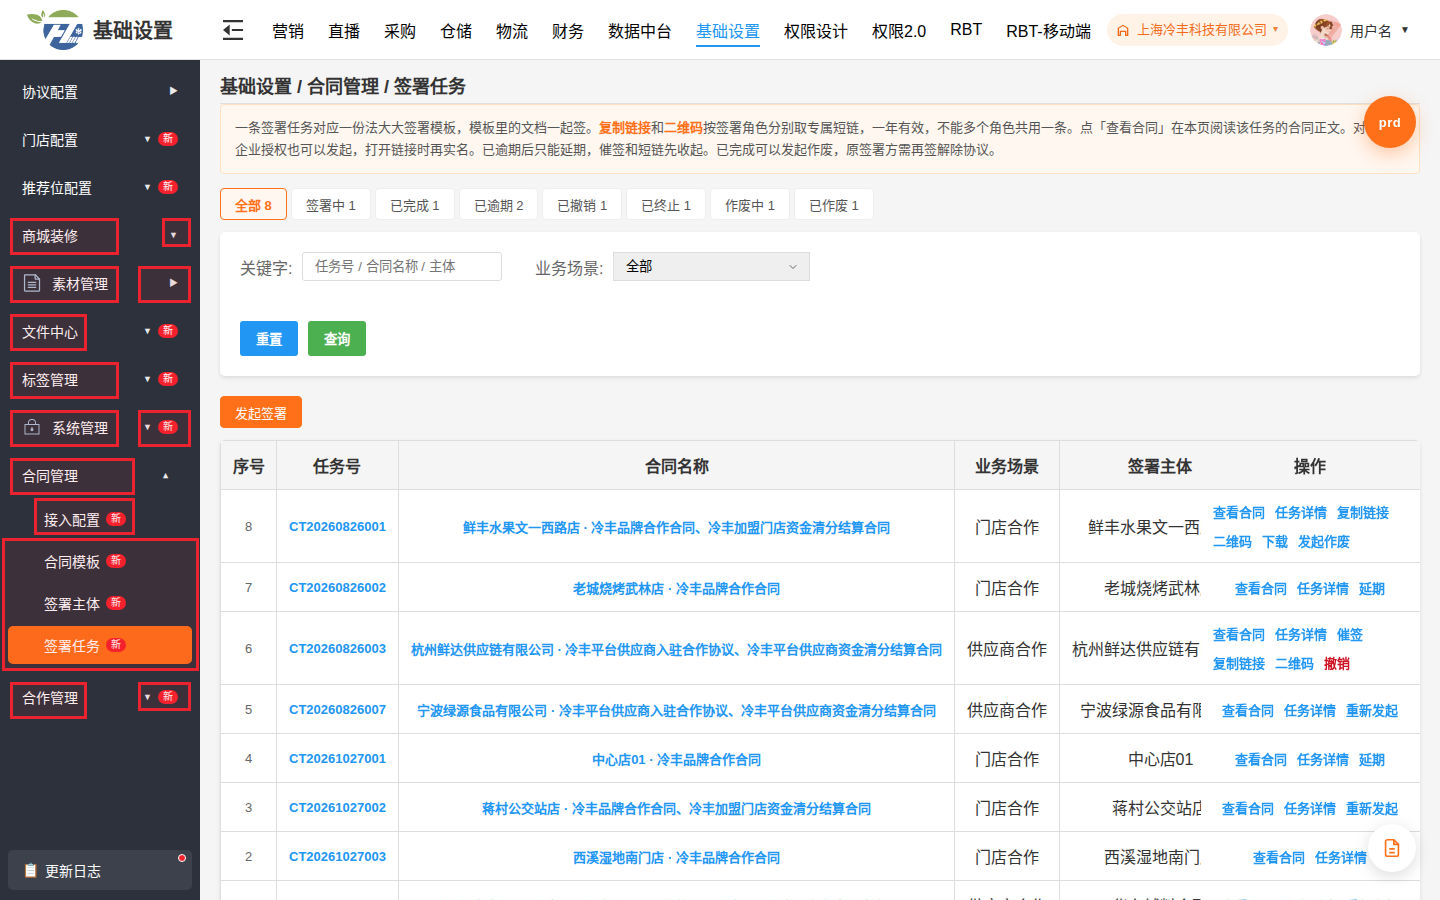 基础设置
营销 直播 采购 仓储 物流 财务 数据中台 基础设置 权限设计 权限2.0 RBT RBT-移动端 上海冷丰科技有限公司 ▾ 用户名 ▼
协议配置 ▶
门店配置 ▼ 新
推荐位配置 ▼ 新
商城装修 ▼
素材管理 ▶
文件中心 ▼ 新
标签管理 ▼ 新
系统管理 ▼ 新
合同管理 ▲
接入配置 新
合同模板 新
签署主体 新
签署任务 新
合作管理 ▼ 新
更新日志
基础设置 / 合同管理 / 签署任务
一条签署任务对应一份法大大签署模板，模板里的文档一起签。复制链接和二维码按签署角色分别取专属短链，一年有效，不能多个角色共用一条。点「查看合同」在本页阅读该任务的合同正文。对
企业授权也可以发起，打开链接时再实名。已逾期后只能延期，催签和短链先收起。已完成可以发起作废，原签署方需再签解除协议。
prd
全部 8 签署中 1 已完成 1 已逾期 2 已撤销 1 已终止 1 作废中 1 已作废 1
关键字: 任务号 / 合同名称 / 主体 业务场景: 全部
重置 查询
发起签署
序号 任务号 合同名称 业务场景 签署主体 操作
8 CT20260826001 鲜丰水果文一西路店 · 冷丰品牌合作合同、冷丰加盟门店资金清分结算合同 门店合作 鲜丰水果文一西 查看合同 任务详情 复制链接
二维码 下载 发起作废
7 CT20260826002 老城烧烤武林店 · 冷丰品牌合作合同 门店合作 老城烧烤武林 查看合同 任务详情 延期
6 CT20260826003 杭州鲜达供应链有限公司 · 冷丰平台供应商入驻合作协议、冷丰平台供应商资金清分结算合同 供应商合作 杭州鲜达供应链有 查看合同 任务详情 催签
复制链接 二维码 撤销
5 CT20260826007 宁波绿源食品有限公司 · 冷丰平台供应商入驻合作协议、冷丰平台供应商资金清分结算合同 供应商合作 宁波绿源食品有限 查看合同 任务详情 重新发起
4 CT20261027001 中心店01 · 冷丰品牌合作合同 门店合作 中心店01 查看合同 任务详情 延期
3 CT20261027002 蒋村公交站店 · 冷丰品牌合作合同、冷丰加盟门店资金清分结算合同 门店合作 蒋村公交站店 查看合同 任务详情 重新发起
2 CT20261027003 西溪湿地南门店 · 冷丰品牌合作合同 门店合作 西溪湿地南门 查看合同 任务详情